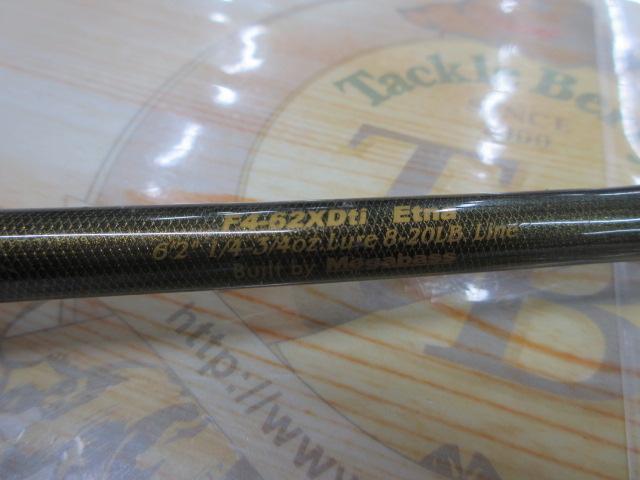 Tackle Be
SINCE
F4-62XDti Etna
6'2" 1/4-3/4oz Lure 8-20LB. Line
Built by Megabass
http://www